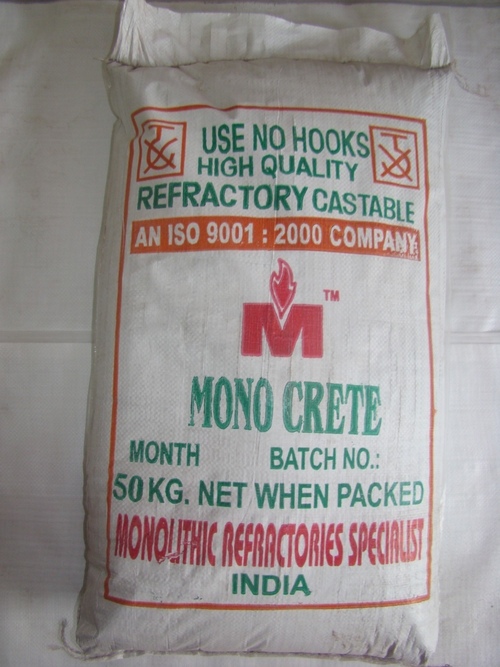 USE NO HOOKS
HIGH QUALITY
REFRACTORY CASTABLE
AN ISO 9001 : 2000 COMPANY
M ™
MONO CRETE
MONTH BATCH NO.:
50 KG. NET WHEN PACKED
MONOLITHIC REFRACTORIES SPECIALIST
INDIA